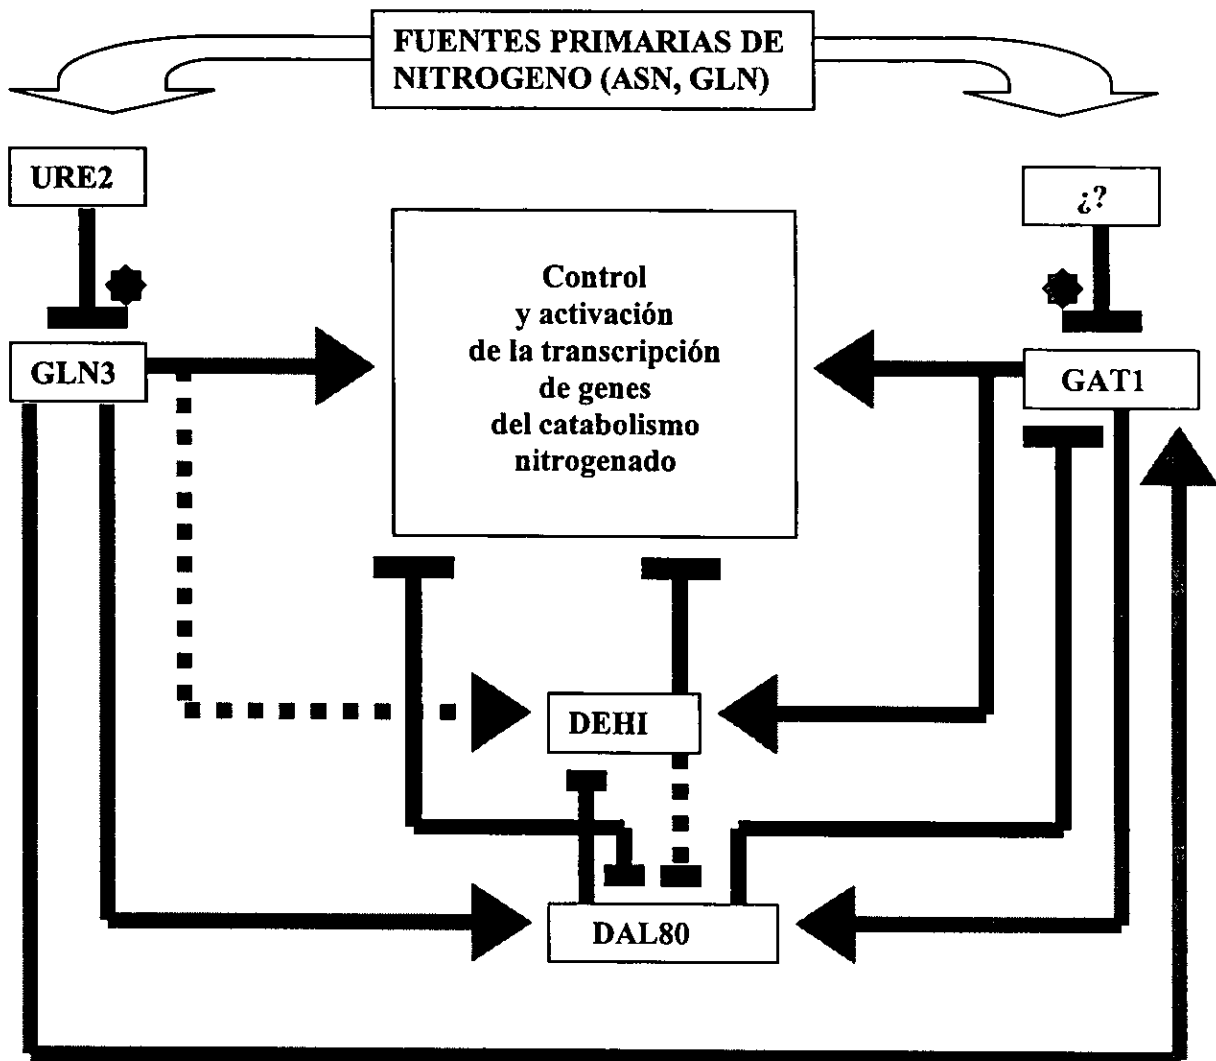 FUENTES PRIMARIAS DE
NITROGENO (ASN, GLN)
URE2
¿?
Control
y activación
de la transcripción
de genes
del catabolismo
nitrogenado
GLN3
GAT1
DEHI
DAL80